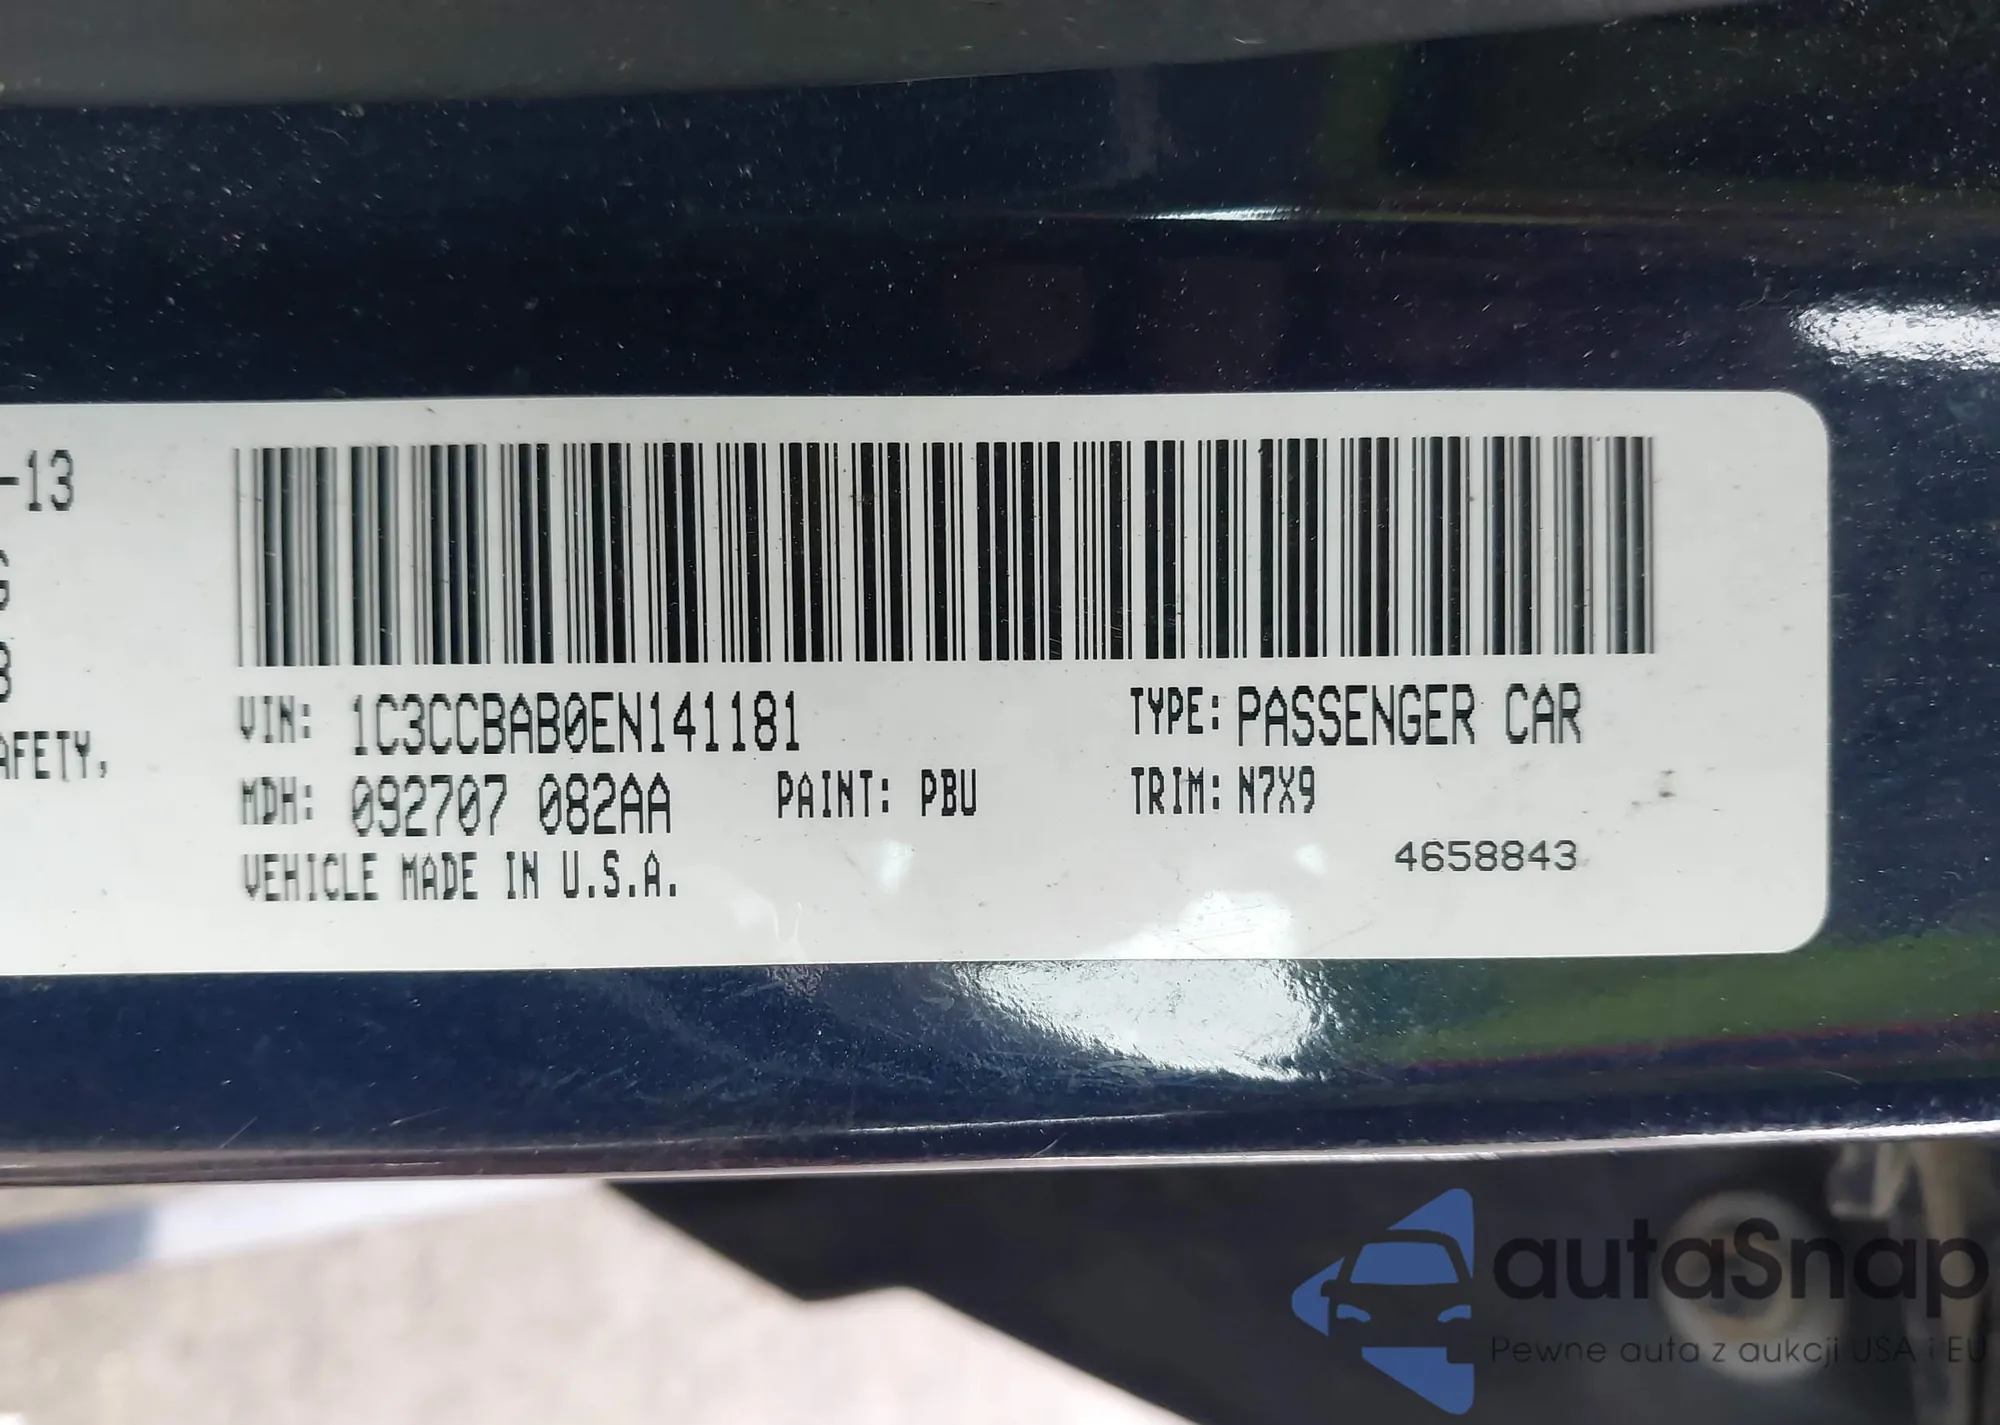 -13
G
8
AFETY,
VIN: 1C3CCBAB0EN141181
TYPE: PASSENGER CAR
MDH: 092707 082AA PAINT: PBU
TRIM: N7X9
VEHICLE MADE IN U.S.A.
4658843
autaSnap
Pewne auta z aukcji USA i EU